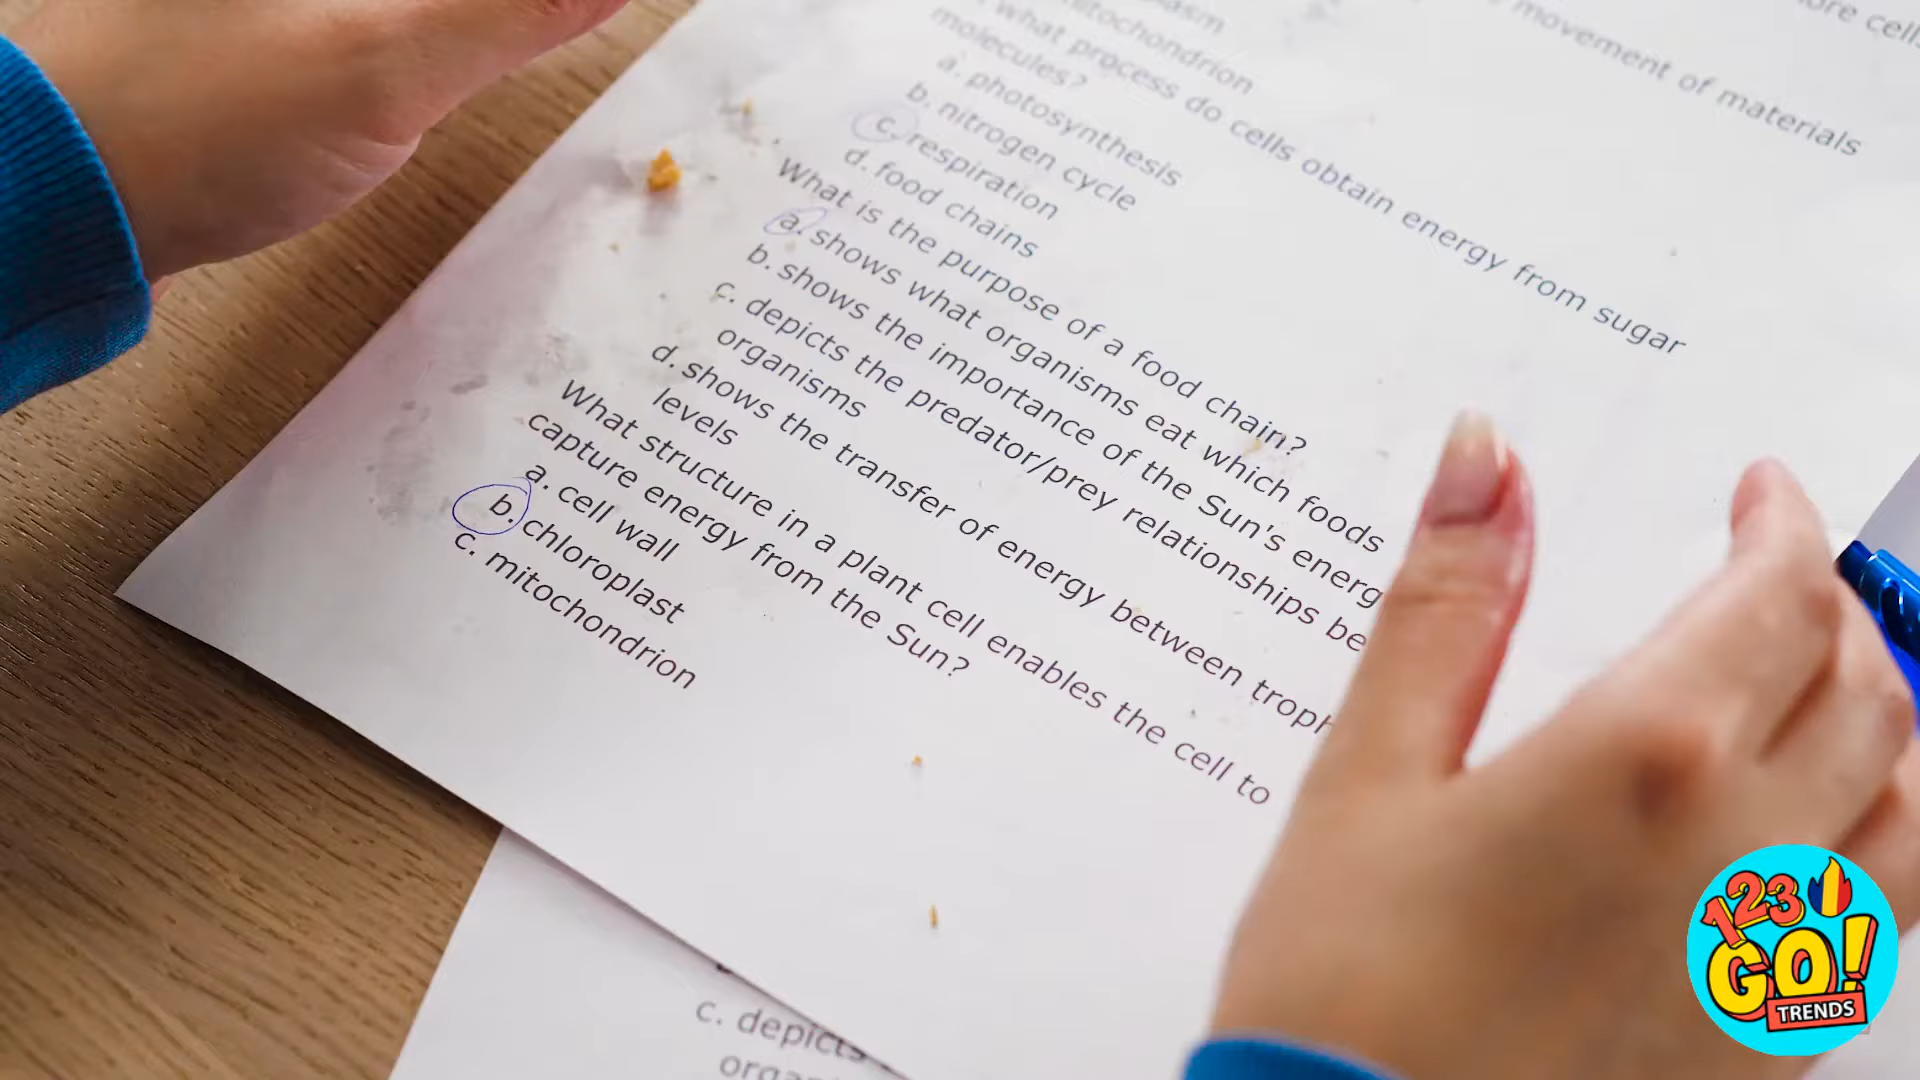 mitochondrion
what process do cells obtain energy from sugar
molecules?
a. photosynthesis
b. nitrogen cycle
c. respiration
d. food chains
What is the purpose of a food chain?
a. shows what organisms eat which foods
b. shows the importance of the Sun's energ
c. depicts the predator/prey relationships be
organisms
d. shows the transfer of energy between troph
levels
What structure in a plant cell enables the cell to
capture energy from the Sun?
a. cell wall
b. chloroplast
c. mitochondrion
movement of materials
cells
c. depicts
123
GO!
TRENDS